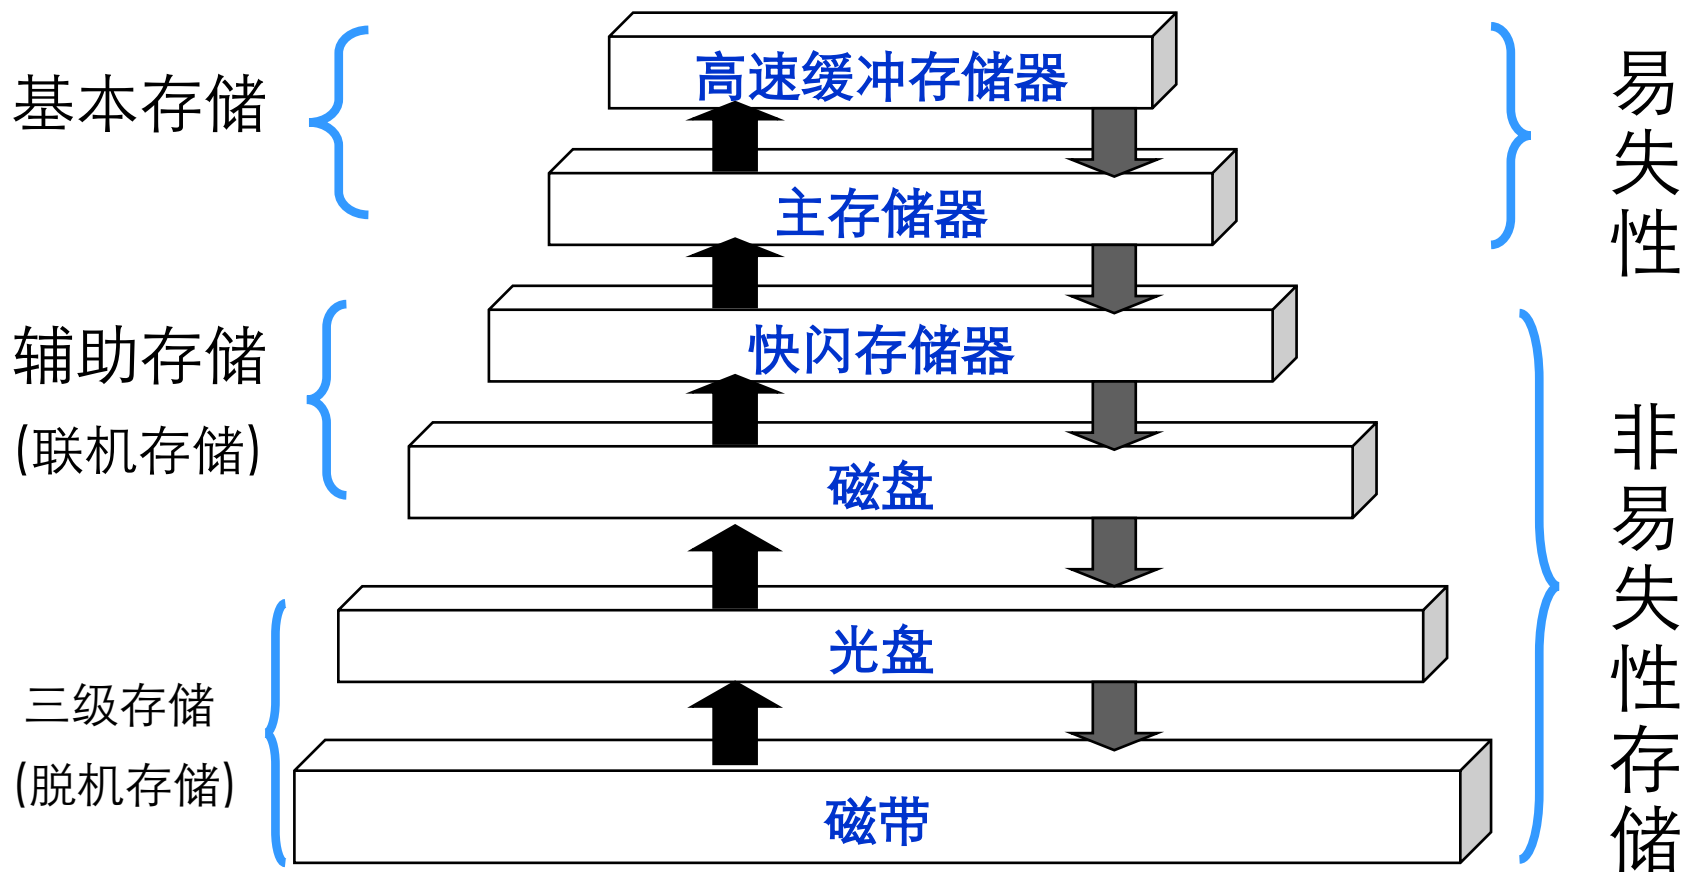 基本存储
高速缓冲存储器
主存储器
易失性
辅助存储
(联机存储)
快闪存储器
磁盘
三级存储
(脱机存储)
光盘
磁带
非易失性存储